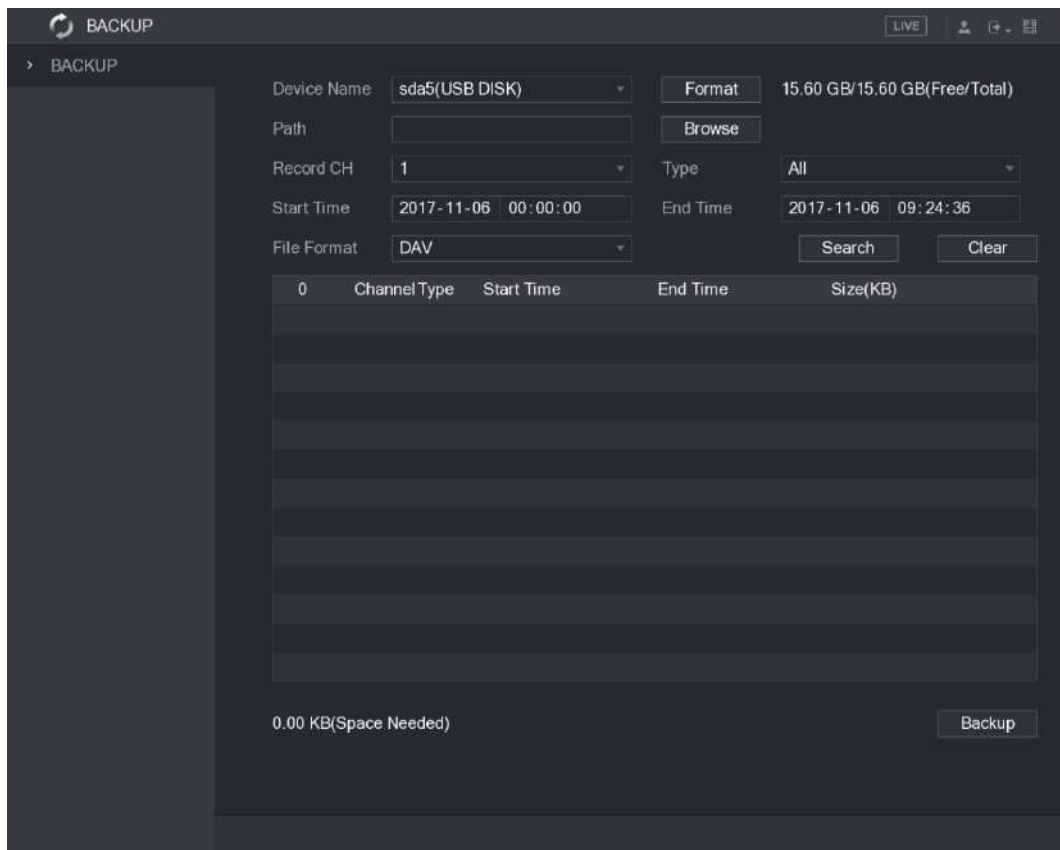 BACKUP LIVE
BACKUP
Device Name sda5(USB DISK) Format 15.60 GB/15.60 GB(Free/Total)
Path Browse
Record CH 1 Type All
Start Time 2017-11-06 00:00:00 End Time 2017-11-06 09:24:36
File Format DAV Search Clear
0 Channel Type Start Time End Time Size(KB)
0.00 KB(Space Needed) Backup